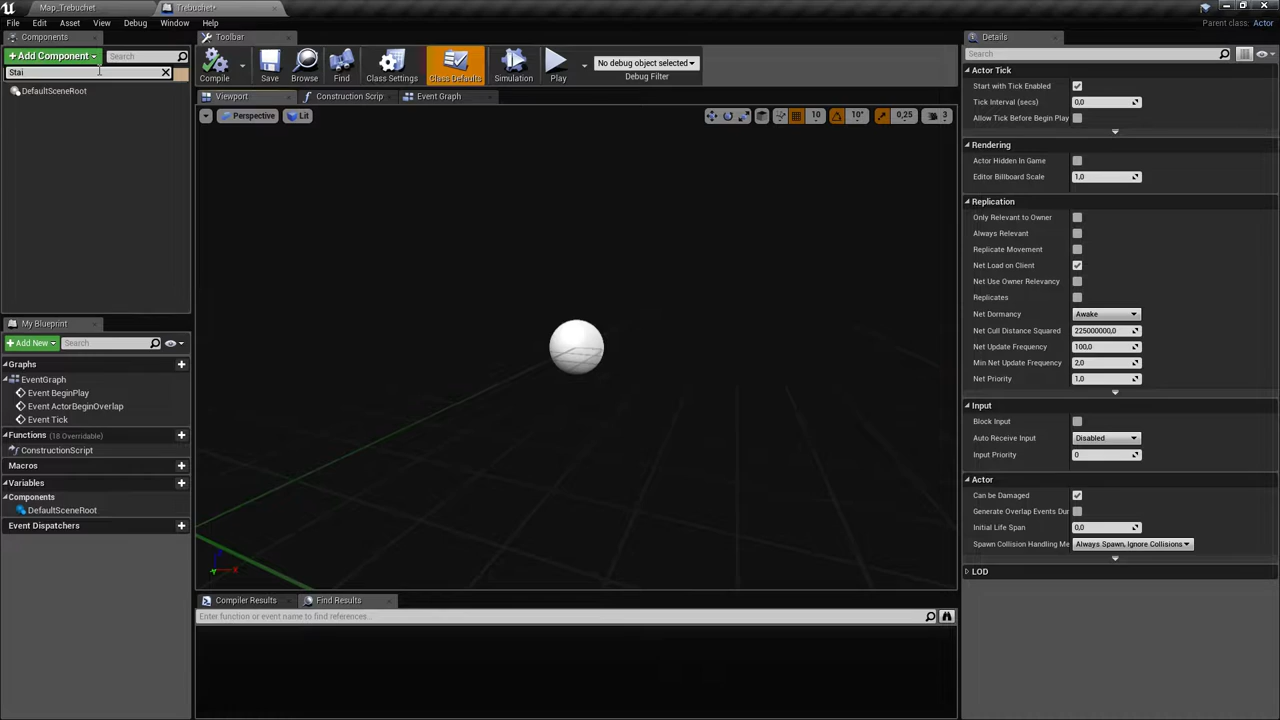 Map_Trebuchet
Trebuchet*
File Edit Asset View Debug Window Help
Parent class: Actor
Components
+Add Component
Search
Stai
DefaultSceneRoot
My Blueprint
+Add New
Search
Graphs
EventGraph
Event BeginPlay
Event ActorBeginOverlap
Event Tick
Functions (18 Overridable)
ConstructionScript
Macros
Variables
Components
DefaultSceneRoot
Event Dispatchers
Toolbar
Compile
Save
Browse
Find
Class Settings
Class Defaults
Simulation
Play
No debug object selected
Debug Filter
Viewport
Construction Scrip
Event Graph
Perspective
Lit
10
10°
0,25
3
X
Compiler Results
Find Results
Enter function or event name to find references...
Details
Search
Actor Tick
Start with Tick Enabled
Tick Interval (secs) 0,0
Allow Tick Before Begin Play
Rendering
Actor Hidden In Game
Editor Billboard Scale 1,0
Replication
Only Relevant to Owner
Always Relevant
Replicate Movement
Net Load on Client
Net Use Owner Relevancy
Replicates
Net Dormancy Awake
Net Cull Distance Squared 225000000,0
Net Update Frequency 100,0
Min Net Update Frequency 2,0
Net Priority 1,0
Input
Block Input
Auto Receive Input Disabled
Input Priority 0
Actor
Can be Damaged
Generate Overlap Events Dur
Initial Life Span 0,0
Spawn Collision Handling Me Always Spawn, Ignore Collisions
LOD